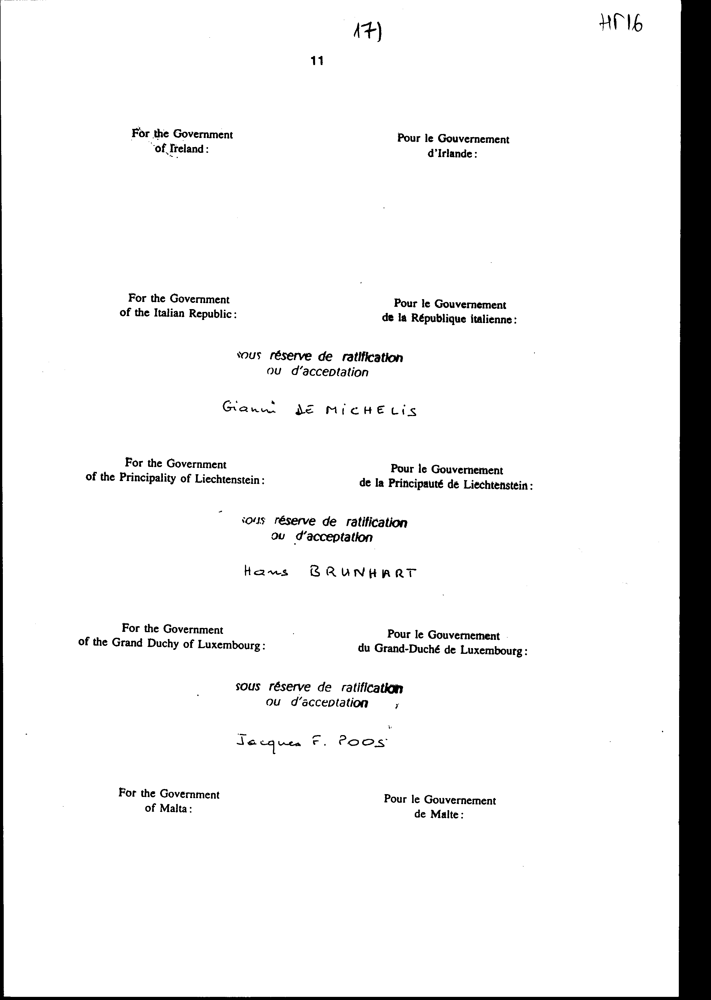 17)
11
For the Government
of Ireland :
Pour le Gouvernement
d'Irlande :
For the Government
of the Italian Republic :
Pour le Gouvernement
de la République italienne :
sous réserve de ratification
ou d'acceptation
Gianni DE MiCHELiS
For the Government
of the Principality of Liechtenstein :
Pour le Gouvernement
de la Principauté de Liechtenstein :
sous réserve de ratification
ou d'acceptation
Hans BRUNHART
For the Government
of the Grand Duchy of Luxembourg :
Pour le Gouvernement
du Grand-Duché de Luxembourg :
sous réserve de ratification
ou d'acceptation
Jacques F. POOS
For the Government
of Malta :
Pour le Gouvernement
de Malte :